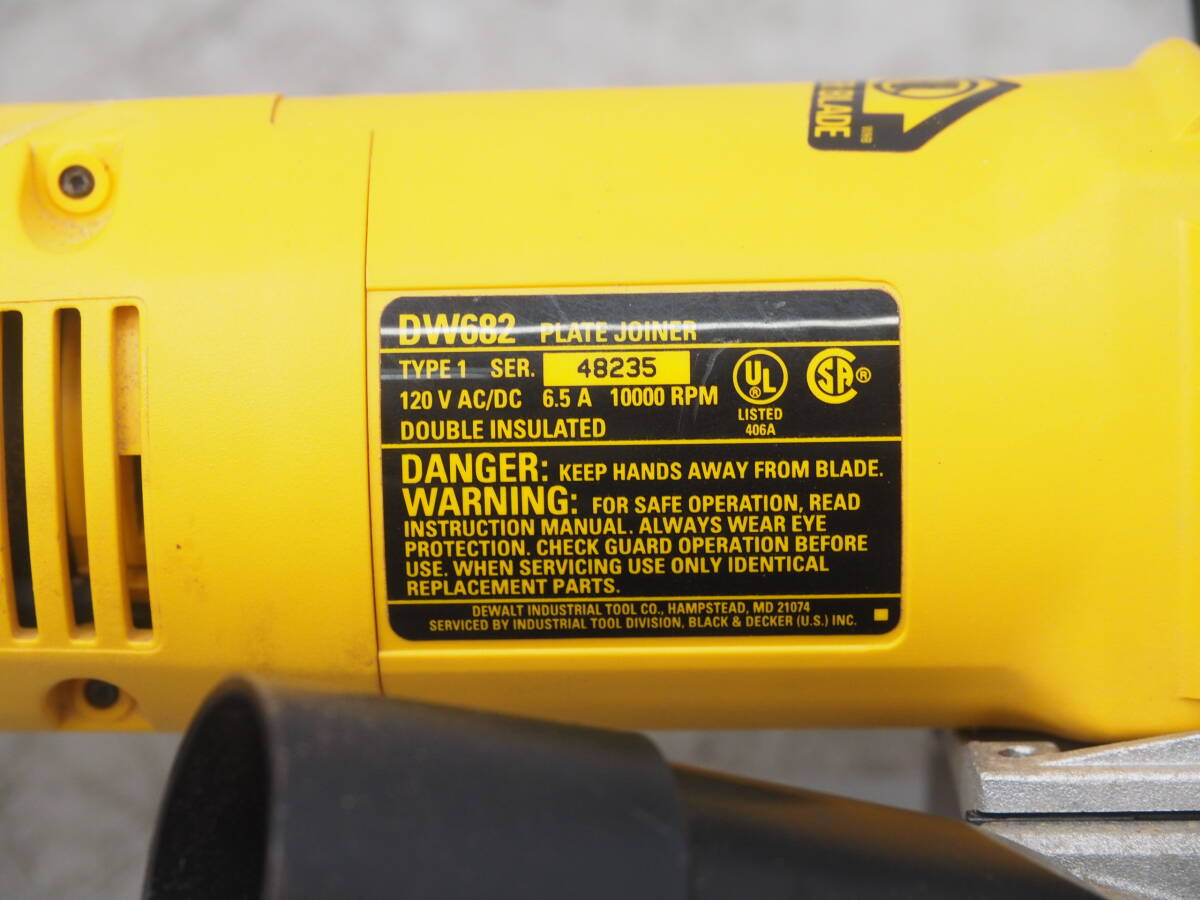 BLADE
DW682 PLATE JOINER
TYPE 1 SER. 48235
120 V AC/DC 6.5 A 10000 RPM
DOUBLE INSULATED
UL ®
LISTED
406A
SA ®
DANGER: KEEP HANDS AWAY FROM BLADE.
WARNING: FOR SAFE OPERATION, READ
INSTRUCTION MANUAL. ALWAYS WEAR EYE
PROTECTION. CHECK GUARD OPERATION BEFORE
USE. WHEN SERVICING USE ONLY IDENTICAL
REPLACEMENT PARTS.
DEWALT INDUSTRIAL TOOL CO., HAMPSTEAD, MD 21074
SERVICED BY INDUSTRIAL TOOL DIVISION, BLACK & DECKER (U.S.) INC.